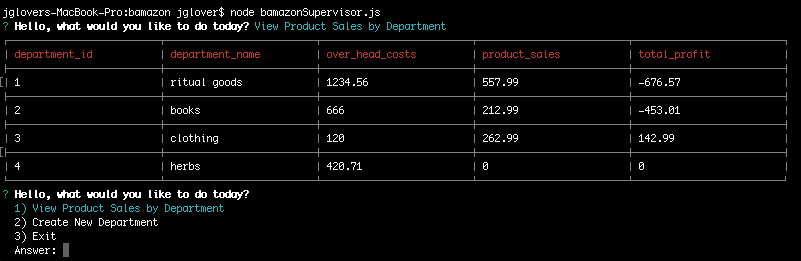 jglovers-MacBook-Pro:bamazon jglover$ node bamazonSupervisor.js
? Hello, what would you like to do today? View Product Sales by Department
department_id department_name over_head_costs product_sales total_profit
1 ritual goods 1234.56 557.99 -676.57
2 books 666 212.99 -453.01
3 clothing 120 262.99 142.99
4 herbs 420.71 0 0
? Hello, what would you like to do today?
1) View Product Sales by Department
2) Create New Department
3) Exit
Answer: